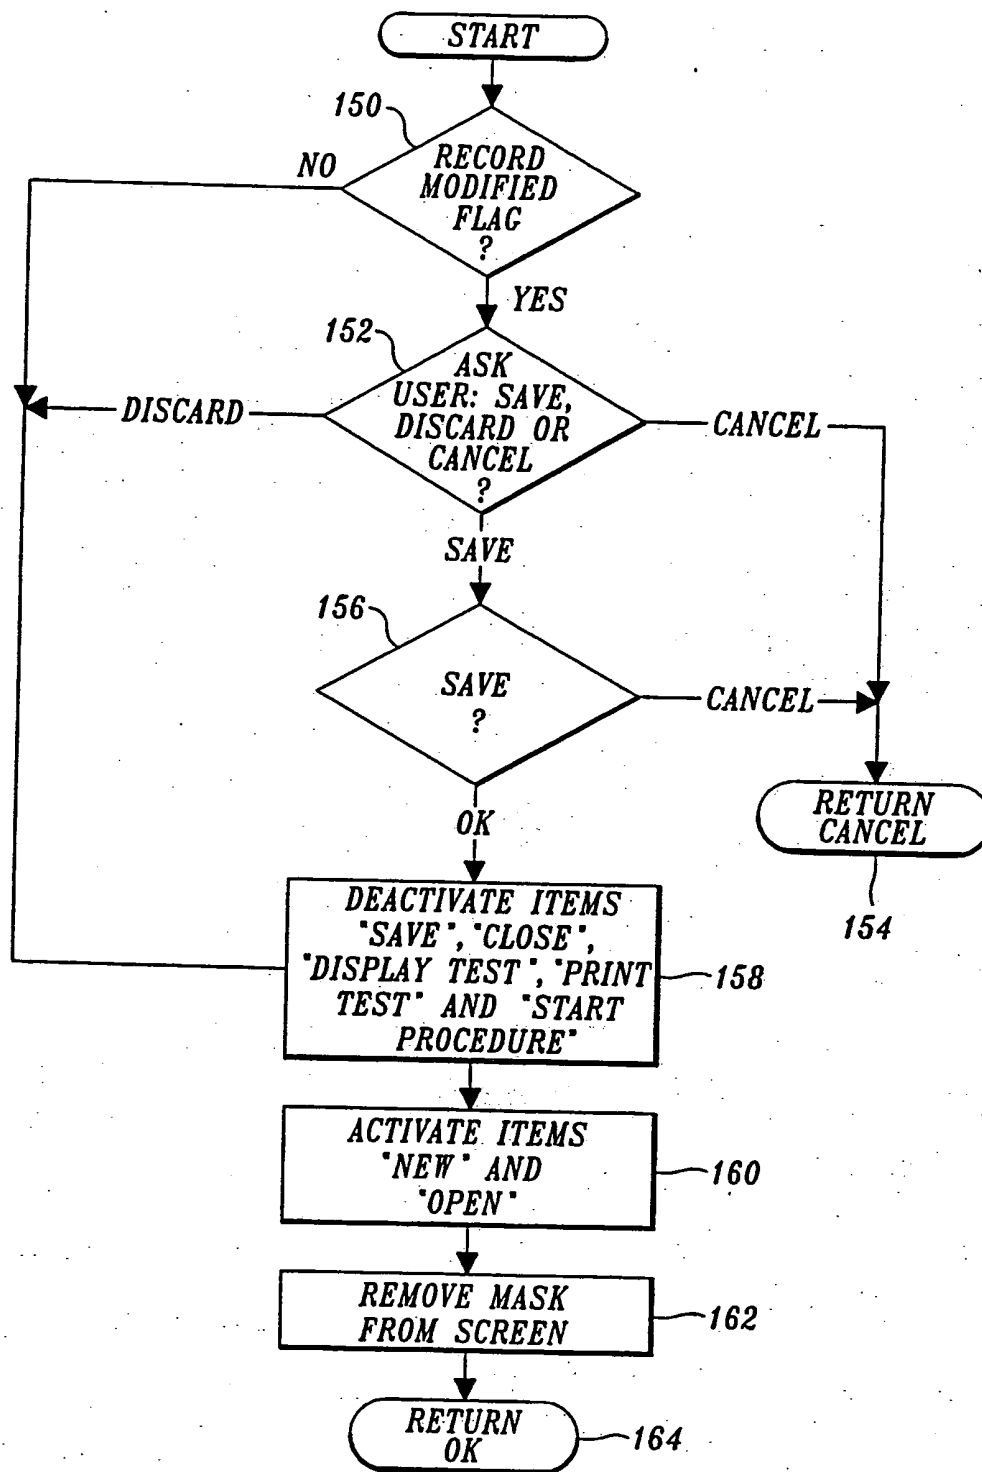 START
150
NO
RECORD
MODIFIED
FLAG
?
YES
152
ASK
USER: SAVE,
DISCARD OR
CANCEL
?
DISCARD
CANCEL
SAVE
156
SAVE
?
CANCEL
RETURN
CANCEL
154
OK
DEACTIVATE ITEMS
"SAVE", "CLOSE",
"DISPLAY TEST", "PRINT
TEST" AND "START
PROCEDURE"
158
ACTIVATE ITEMS
"NEW" AND
"OPEN"
160
REMOVE MASK
FROM SCREEN
162
RETURN
OK
164